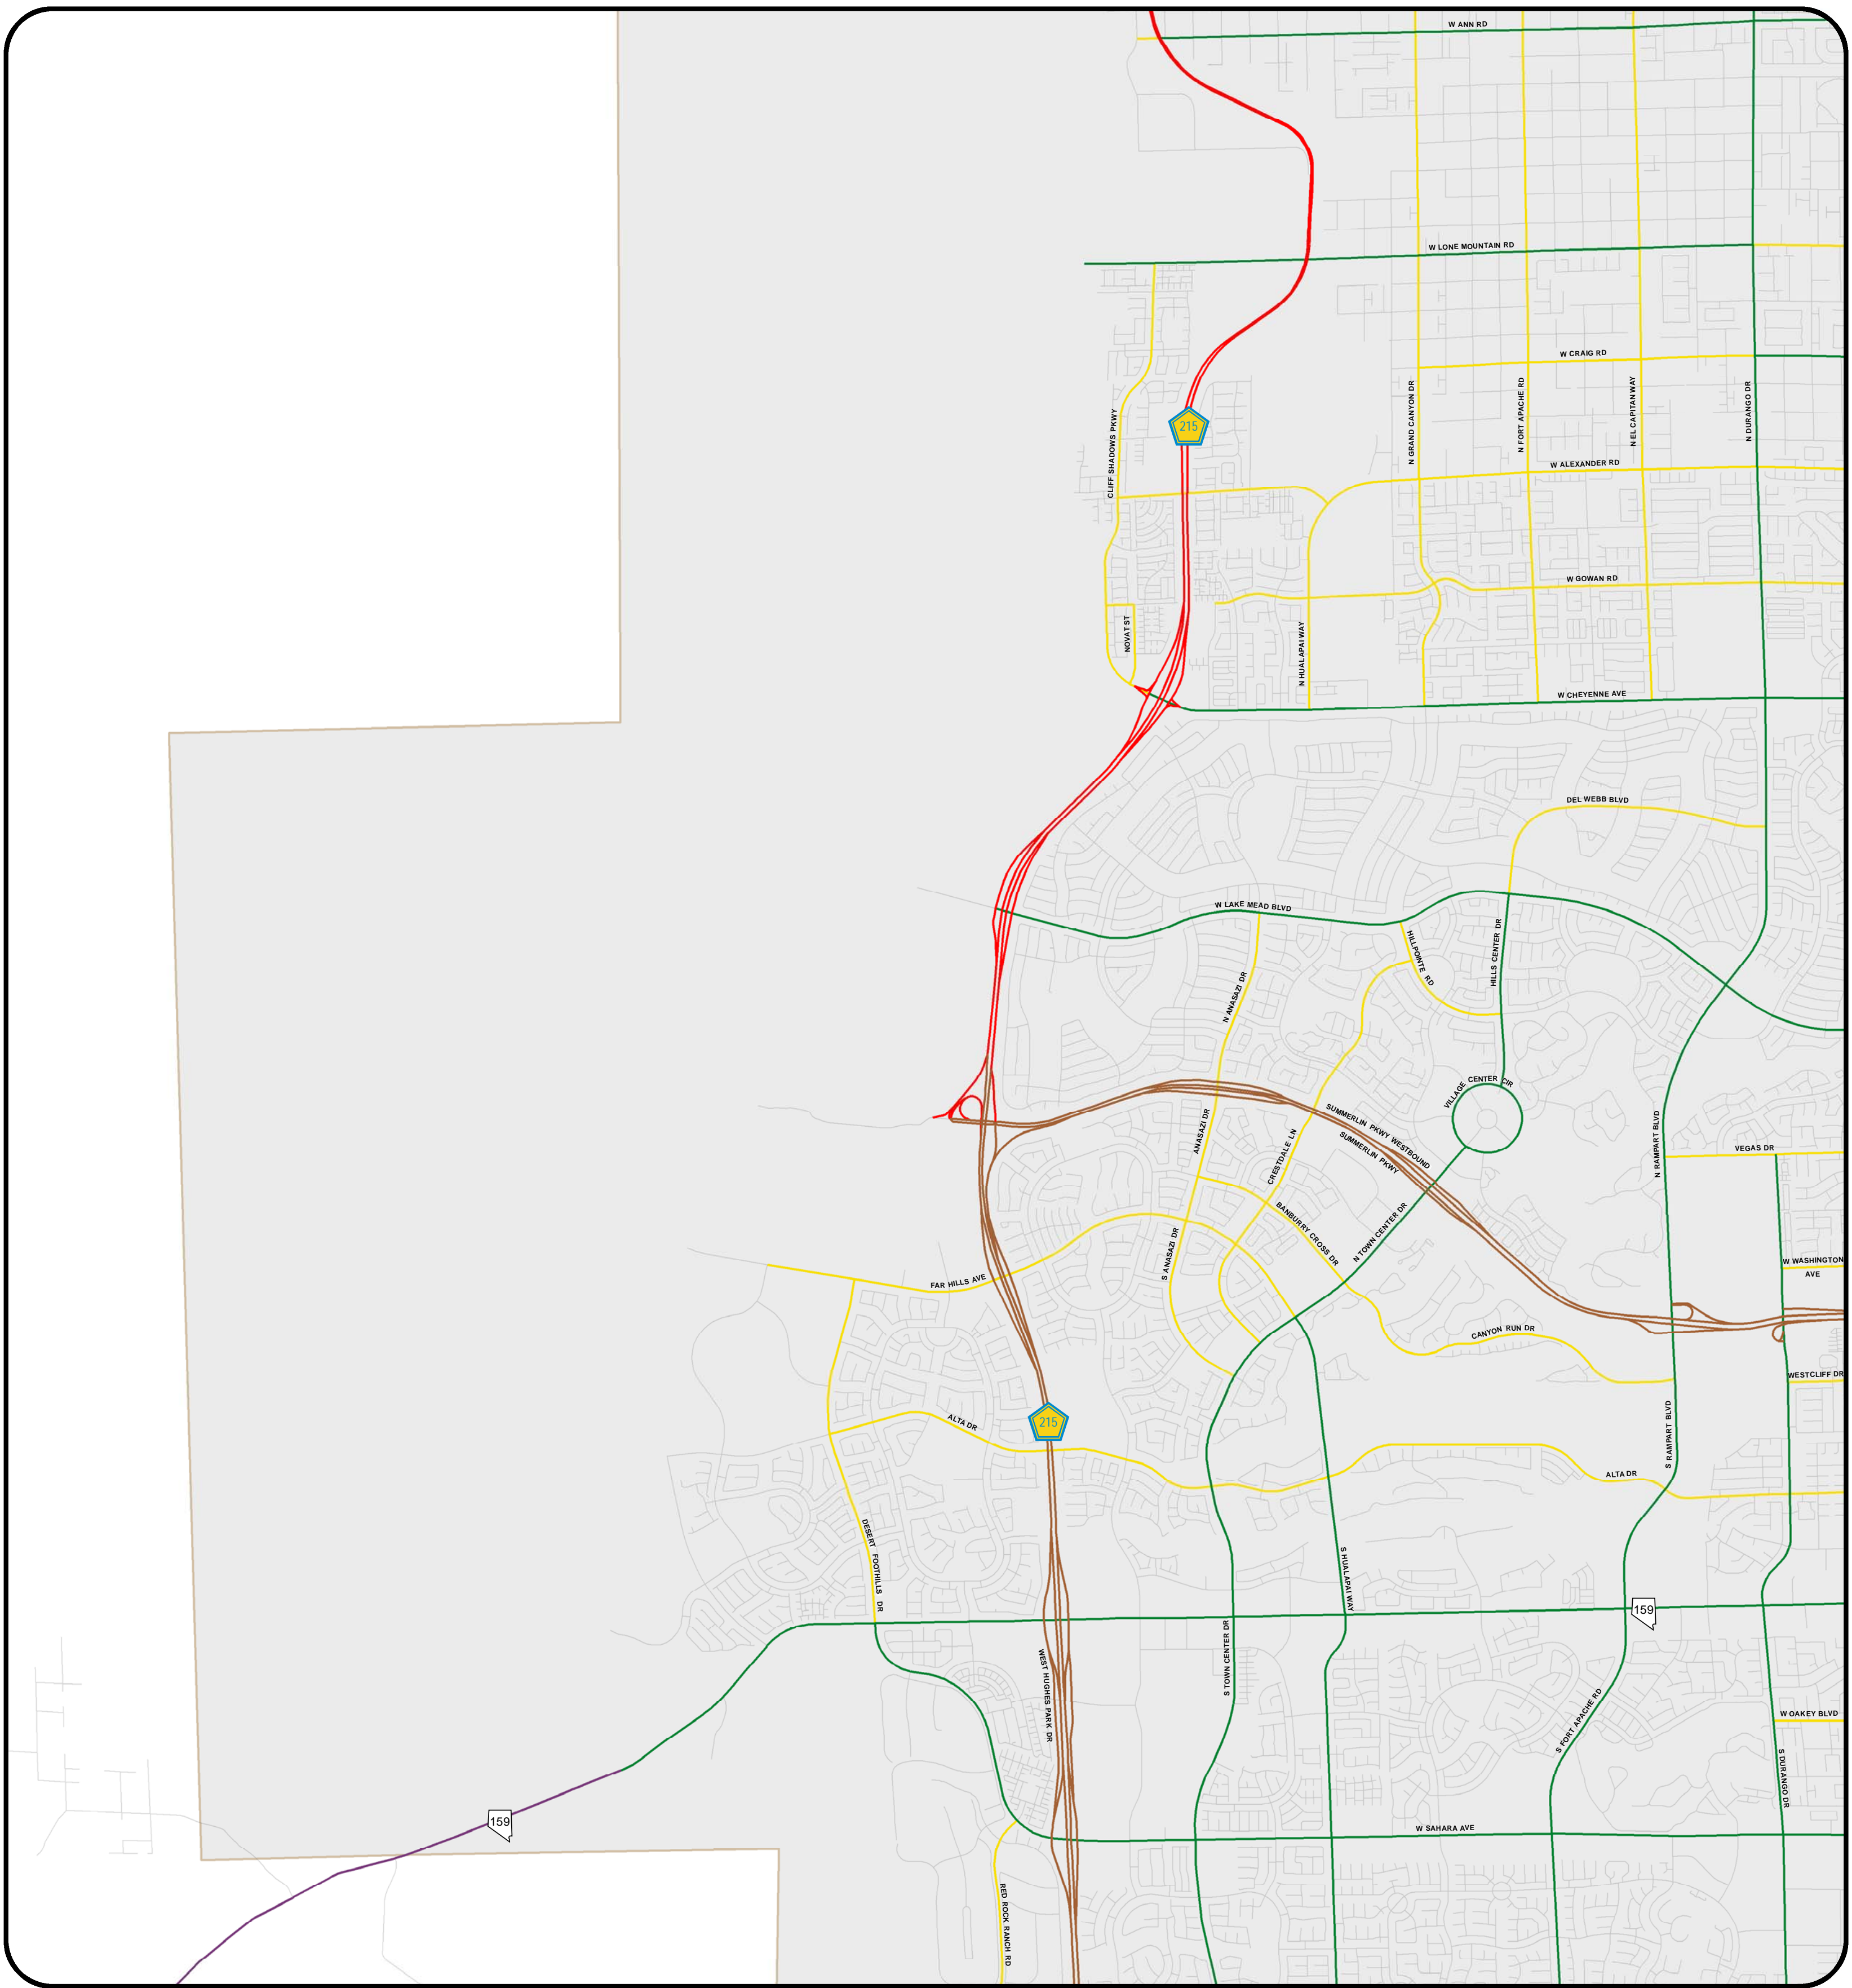 W ANN RD
W LONE MOUNTAIN RD
W CRAIG RD
N GRAND CANYON DR
N FORT APACHE RD
N EL CAPITAN WAY
N DURANGO DR
CLIFF SHADOWS PKWY
215
W ALEXANDER RD
W GOWAN RD
NOVAT ST
N HUALAPAI WAY
W CHEYENNE AVE
DEL WEBB BLVD
W LAKE MEAD BLVD
HILLPOINTE RD
HILLS CENTER DR
N ANASAZI DR
VILLAGE CENTER CIR
SUMMERLIN PKWY WESTBOUND
SUMMERLIN PKWY
ANASAZI DR
CRESTDALE LN
N RAMPART BLVD
VEGAS DR
BANBURRY CROSS DR
N TOWN CENTER DR
S ANASAZI DR
FAR HILLS AVE
W WASHINGTON
AVE
CANYON RUN DR
WESTCLIFF DR
215
ALTA DR
S RAMPART BLVD
ALTA DR
DESERT FOOTHILLS DR
S HUALAPAI WAY
159
WEST HUGHES PARK DR
S TOWN CENTER DR
S FORT APACHE RD
W OAKEY BLVD
S DURANGO DR
159
W SAHARA AVE
RED ROCK RANCH RD